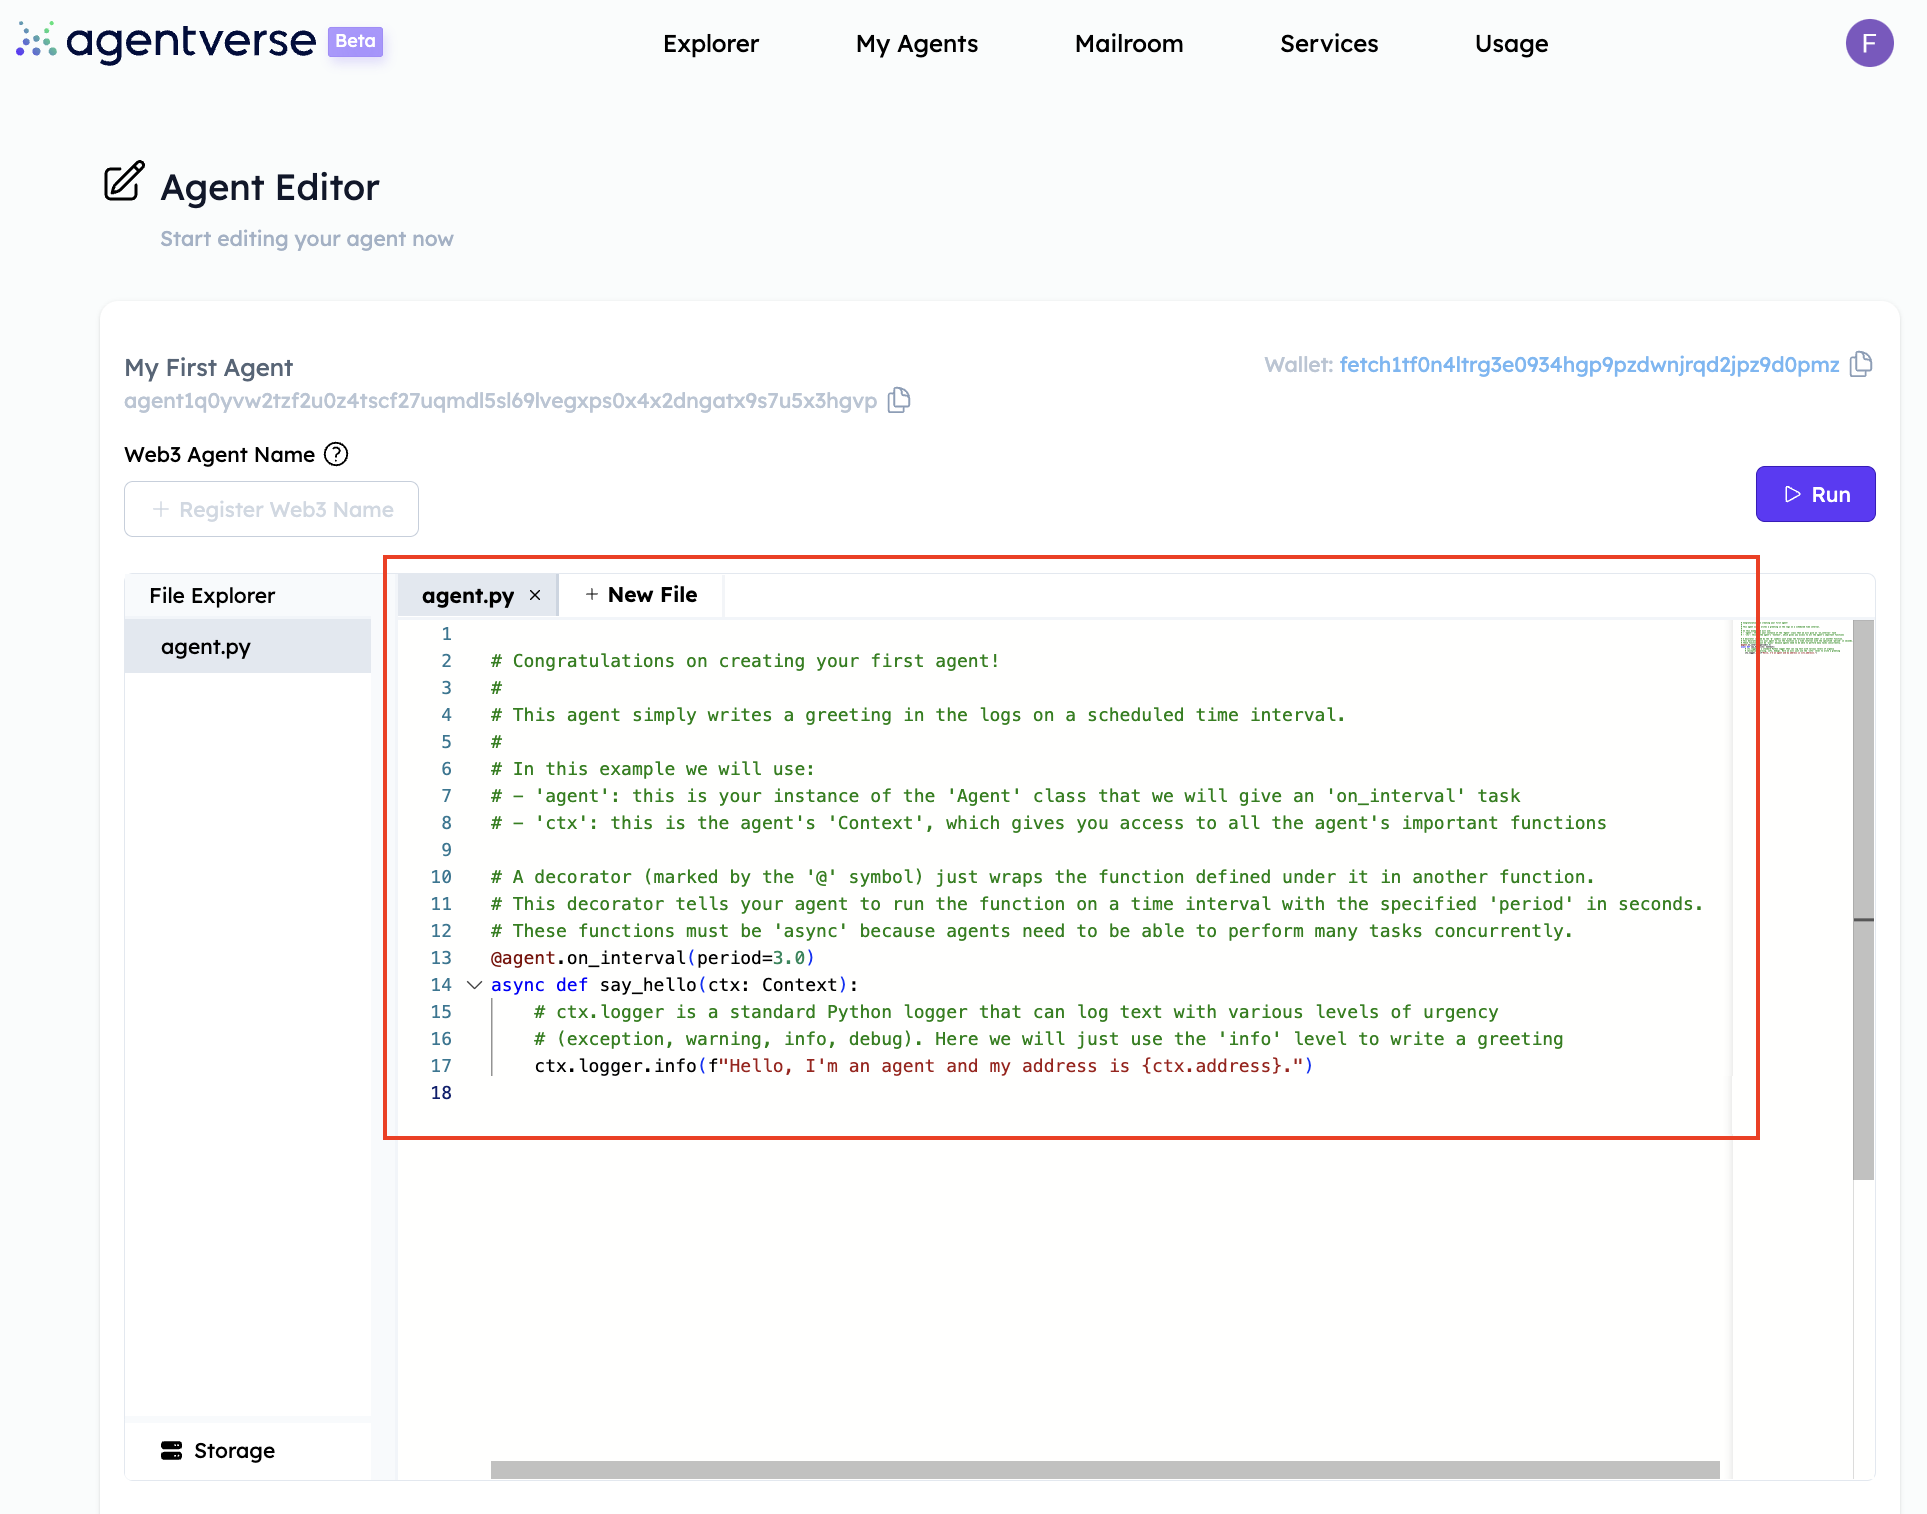 agentverse Beta
Explorer My Agents Mailroom Services Usage F
Agent Editor
Start editing your agent now
My First Agent
Wallet: fetch1tf0n4ltrg3e0934hgp9pzdwnjrqd2jpz9d0pmz
agent1q0yvw2tzf2u0z4tscf27uqmdl5sl69lvegxps0x4x2dngatx9s7u5x3hgvp
Web3 Agent Name ?
+ Register Web3 Name
Run
File Explorer
agent.py
agent.py × + New File
1
2 # Congratulations on creating your first agent!
3 #
4 # This agent simply writes a greeting in the logs on a scheduled time interval.
5 #
6 # In this example we will use:
7 # - 'agent': this is your instance of the 'Agent' class that we will give an 'on_interval' task
8 # - 'ctx': this is the agent's 'Context', which gives you access to all the agent's important functions
9
10 # A decorator (marked by the '@' symbol) just wraps the function defined under it in another function.
11 # This decorator tells your agent to run the function on a time interval with the specified 'period' in seconds.
12 # These functions must be 'async' because agents need to be able to perform many tasks concurrently.
13 @agent.on_interval(period=3.0)
14 async def say_hello(ctx: Context):
15     # ctx.logger is a standard Python logger that can log text with various levels of urgency
16     # (exception, warning, info, debug). Here we will just use the 'info' level to write a greeting
17     ctx.logger.info(f"Hello, I'm an agent and my address is {ctx.address}.")
18
Storage